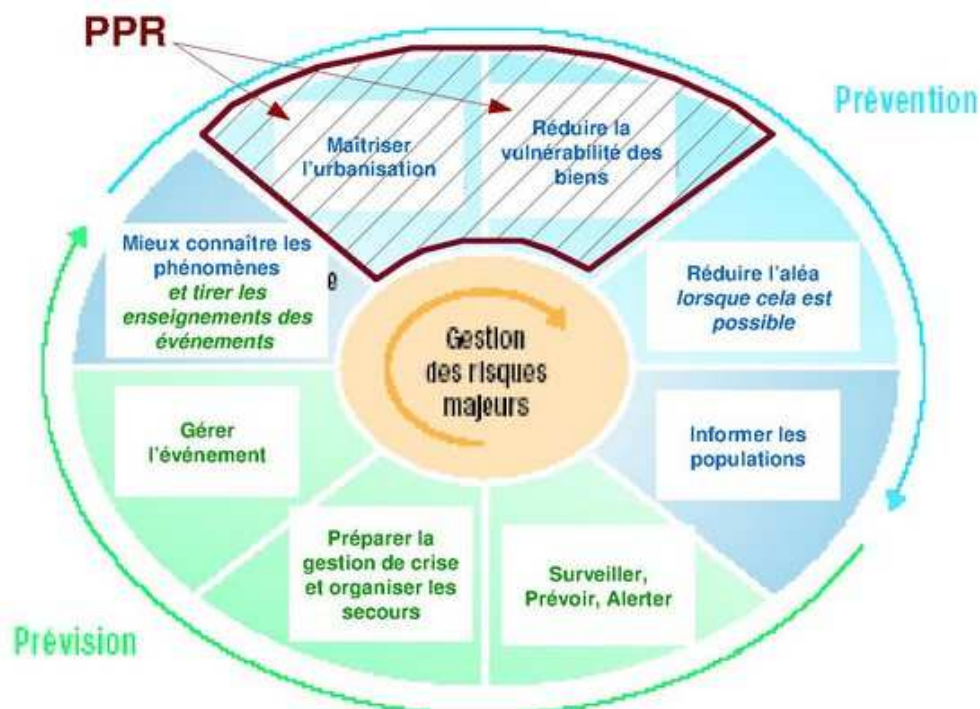 PPR
Prévention
Maîtriser
l'urbanisation
Réduire la
vulnérabilité des
biens
Mieux connaître les
phénomènes
et tirer les
enseignements des
événements
e
Réduire l'aléa
lorsque cela est
possible
Gestion
des risques
majeurs
Gérer
l'événement
Informer les
populations
Préparer la
gestion de crise
et organiser les
secours
Surveiller,
Prévoir, Alerter
Prévision